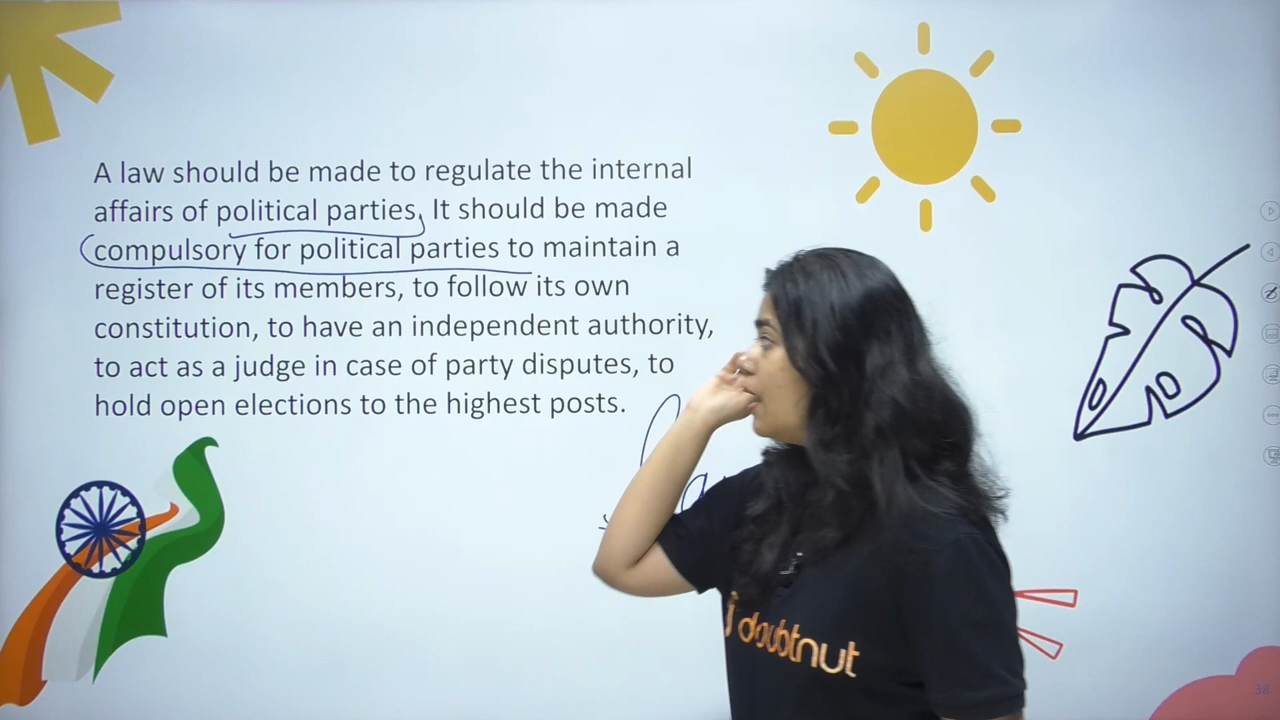 A law should be made to regulate the internal
affairs of political parties, It should be made
compulsory for political parties to maintain a
register of its members, to follow its own
constitution, to have an independent authority,
to act as a judge in case of party disputes, to
hold open elections to the highest posts.
doubtnut
38